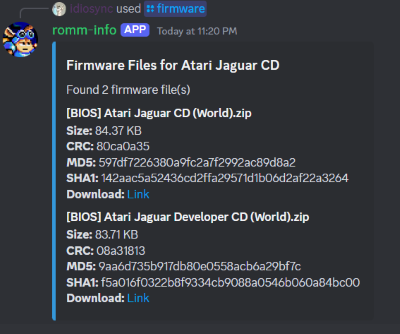 idiosync used firmware
romm-info APP Today at 11:20 PM
Firmware Files for Atari Jaguar CD
Found 2 firmware file(s)
[BIOS] Atari Jaguar CD (World).zip
Size: 84.37 KB
CRC: 80ca0a35
MD5: 597df7226380a9fc2a7f2992ac89d8a2
SHA1: 142aac5a52436cd2ffa29571d1b06d2af22a3264
Download: Link
[BIOS] Atari Jaguar Developer CD (World).zip
Size: 83.71 KB
CRC: 08a31813
MD5: 9aa6d735b917db80e0558acb6a29bf7c
SHA1: f5a016f0322b8f9334cb9088a0546b060a84bc00
Download: Link